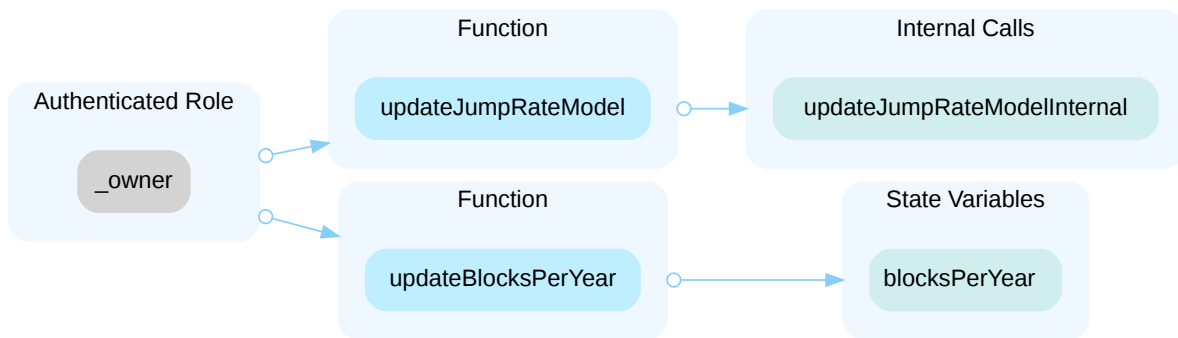 Authenticated Role
_owner
Function
updateJumpRateModel
Internal Calls
updateJumpRateModelInternal
Function
updateBlocksPerYear
State Variables
blocksPerYear